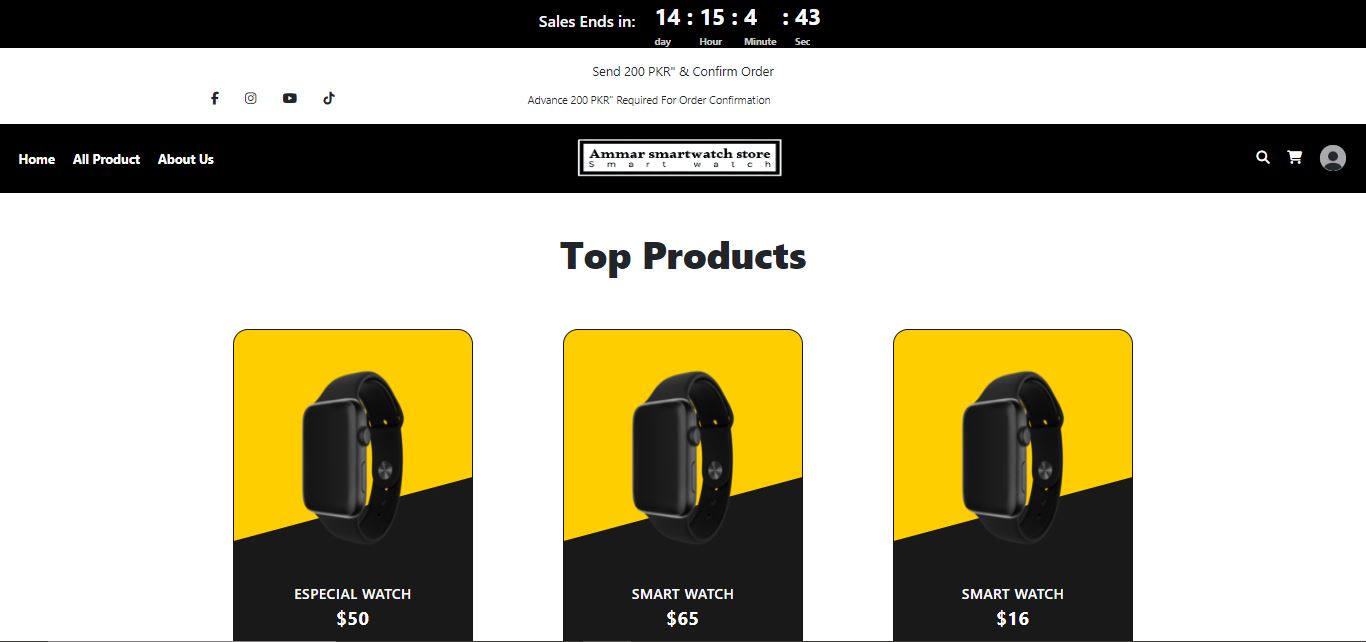 Sales Ends in: 14 : 15 : 4 : 43
day Hour Minute Sec
Send 200 PKR" & Confirm Order
Advance 200 PKR" Required For Order Confirmation
Home All Product About Us
Ammar smartwatch store
Smart watch
Top Products
ESPECIAL WATCH
$50
SMART WATCH
$65
SMART WATCH
$16